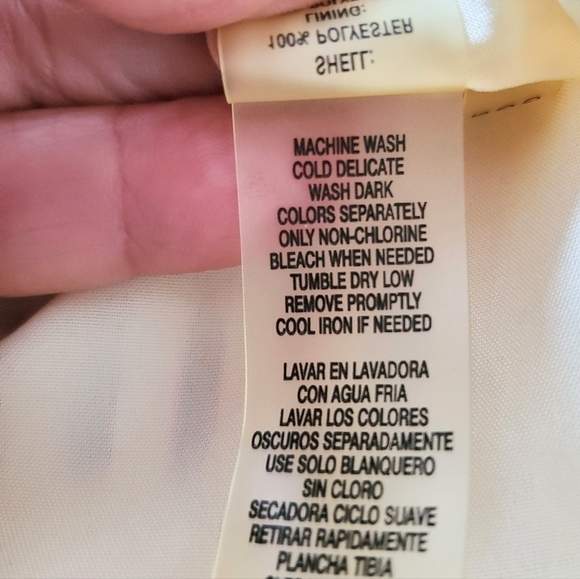 SHELL:
100% POLYESTER
LINING:
MACHINE WASH
COLD DELICATE
WASH DARK
COLORS SEPARATELY
ONLY NON-CHLORINE
BLEACH WHEN NEEDED
TUMBLE DRY LOW
REMOVE PROMPTLY
COOL IRON IF NEEDED
LAVAR EN LAVADORA
CON AGUA FRIA
LAVAR LOS COLORES
OSCUROS SEPARADAMENTE
USE SOLO BLANQUERO
SIN CLORO
SECADORA CICLO SUAVE
RETIRAR RAPIDAMENTE
PLANCHA TIBIA